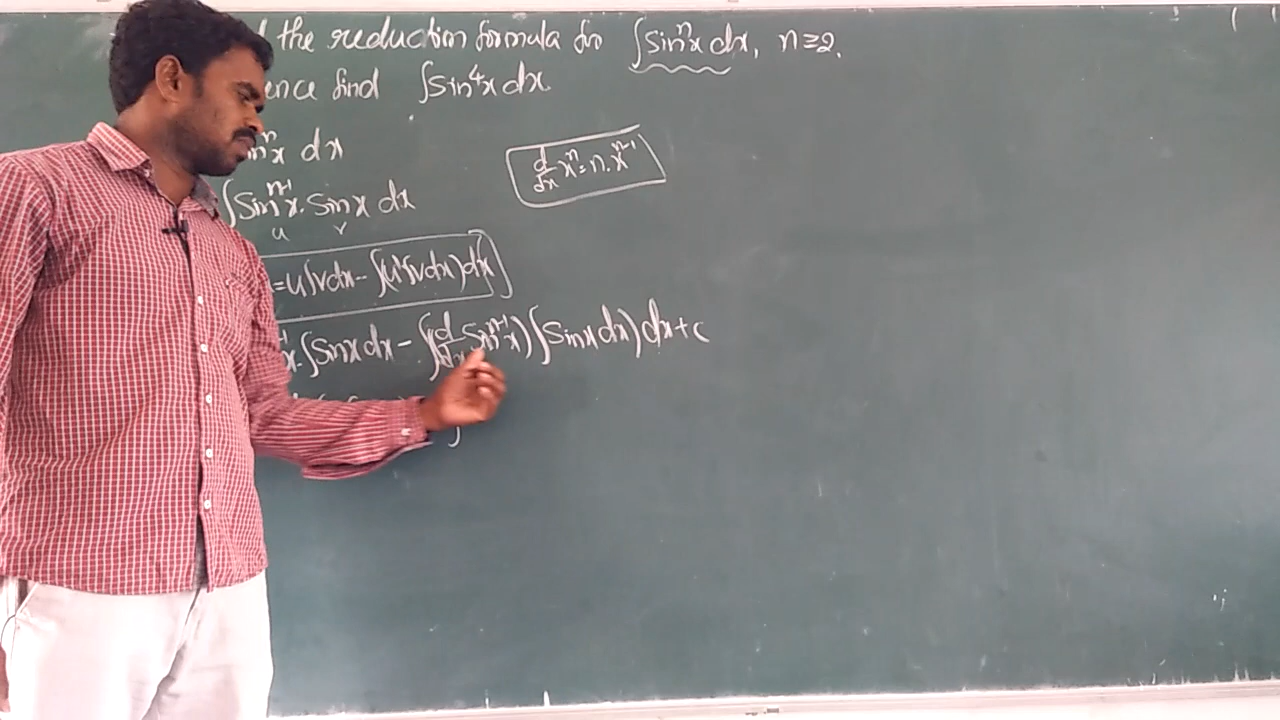 the reduction formula for ∫sinⁿx dx, n≥2.
ence find ∫sin⁴x dx
nⁿx dx
∫sinⁿ⁻¹x. sinx dx
u v
d/dx xⁿ = n. xⁿ⁻¹
= u∫vdx - ∫(u'∫vdx)dx
x. ∫sinx dx - ∫(d/dx sinⁿ⁻¹x)(∫sinx dx) dx + c